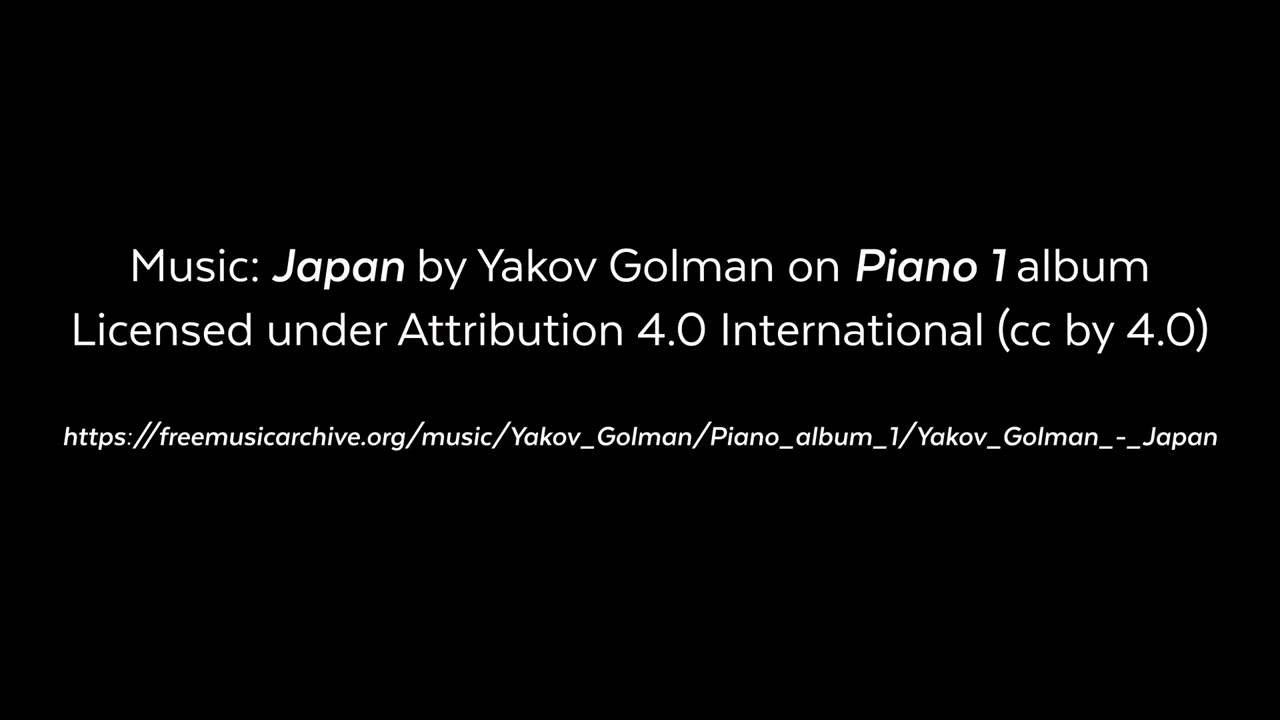 Music: Japan by Yakov Golman on Piano 1 album
Licensed under Attribution 4.0 International (cc by 4.0)
https://freemusicarchive.org/music/Yakov_Golman/Piano_album_1/Yakov_Golman_-_Japan